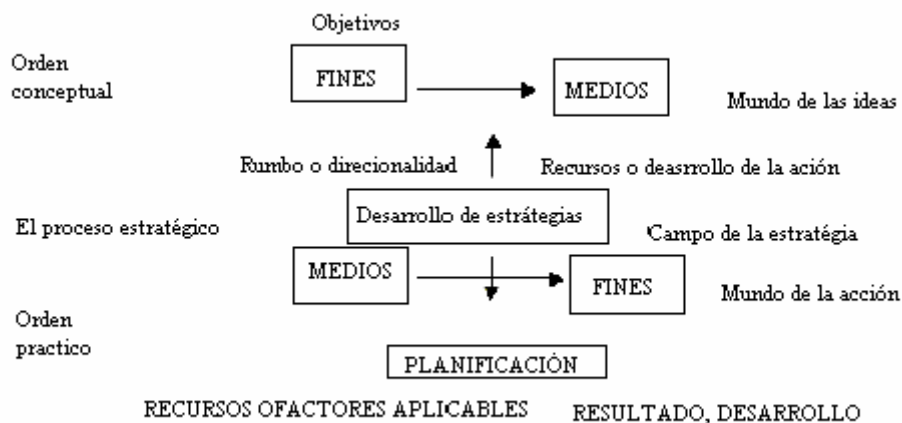 Objetivos
Orden
conceptual
FINES
MEDIOS
Mundo de las ideas
Rumbo o direcionalidad
Recursos o deasrrollo de la ación
El proceso estratégico
Desarrollo de estrátegias
Campo de la estratégia
MEDIOS
FINES
Mundo de la acción
Orden
practico
PLANIFICACIÓN
RECURSOS OFACTORES APLICABLES
RESULTADO, DESARROLLO